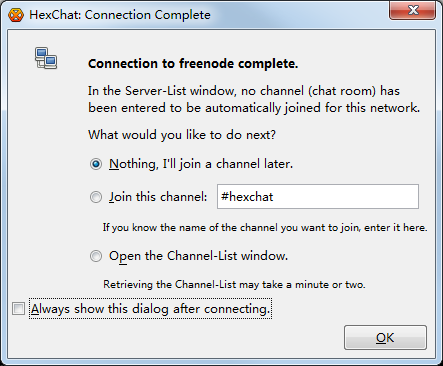 HexChat: Connection Complete
Connection to freenode complete.
In the Server-List window, no channel (chat room) has
been entered to be automatically joined for this network.
What would you like to do next?
Nothing, I'll join a channel later.
Join this channel: #hexchat
If you know the name of the channel you want to join, enter it here.
Open the Channel-List window.
Retrieving the Channel-List may take a minute or two.
Always show this dialog after connecting.
OK